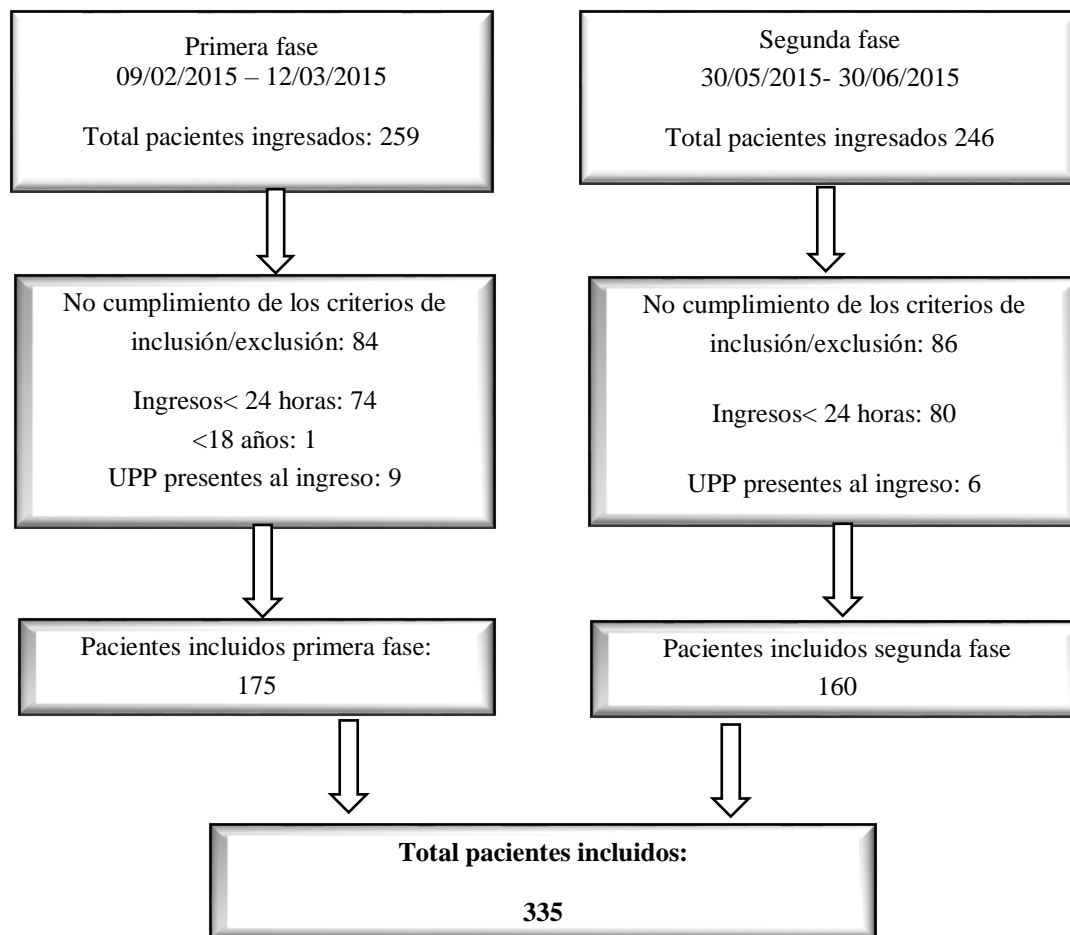 Primera fase
09/02/2015 – 12/03/2015
Total pacientes ingresados: 259
Segunda fase
30/05/2015- 30/06/2015
Total pacientes ingresados 246
No cumplimiento de los criterios de
inclusión/exclusión: 84
Ingresos< 24 horas: 74
<18 años: 1
UPP presentes al ingreso: 9
No cumplimiento de los criterios de
inclusión/exclusión: 86
Ingresos< 24 horas: 80
UPP presentes al ingreso: 6
Pacientes incluidos primera fase:
175
Pacientes incluidos segunda fase
160
Total pacientes incluidos:
335